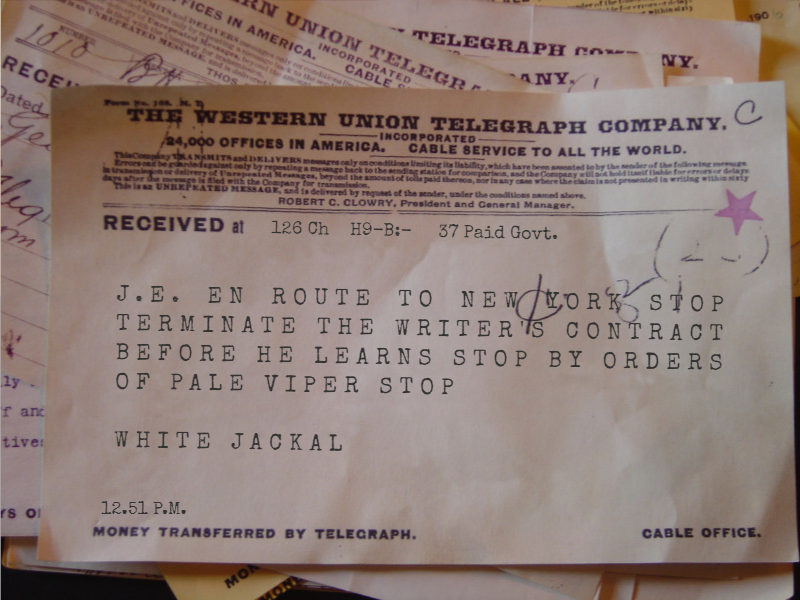 1906
NUMBER
1010
OFFICES IN AMERICA.
WESTERN UNION TELEGRAPH
INCORPORATED
CABLE
TELEGRAPH COMPANY.
COMPANY.
RECEI
Dated
Form No. 168.
THE WESTERN UNION TELEGRAPH COMPANY.
C
INCORPORATED
24,000 OFFICES IN AMERICA. CABLE SERVICE TO ALL THE WORLD.
This Company TRANSMITS and DELIVERS messages only on conditions limiting its liability, which have been assented to by the sender of the following message.
Errors can be guarded against only by repeating a message back to the sending station for comparison, and the Company will not hold itself liable for errors or delays
in transmission or delivery of Unrepeated Messages, beyond the amount of tolls paid thereon, nor in any case where the claim is not presented in writing within sixty
days after the message is filed with the Company for transmission.
This is an UNREPEATED MESSAGE, and is delivered by request of the sender, under the conditions named above.
ROBERT C. CLOWRY, President and General Manager.
RECEIVED at 126 Ch H9-B:- 37 Paid Govt.
J.E. EN ROUTE TO NEW YORK STOP
TERMINATE THE WRITER'S CONTRACT
BEFORE HE LEARNS STOP BY ORDERS
OF PALE VIPER STOP
WHITE JACKAL
12.51 P.M.
MONEY TRANSFERRED BY TELEGRAPH. CABLE OFFICE.